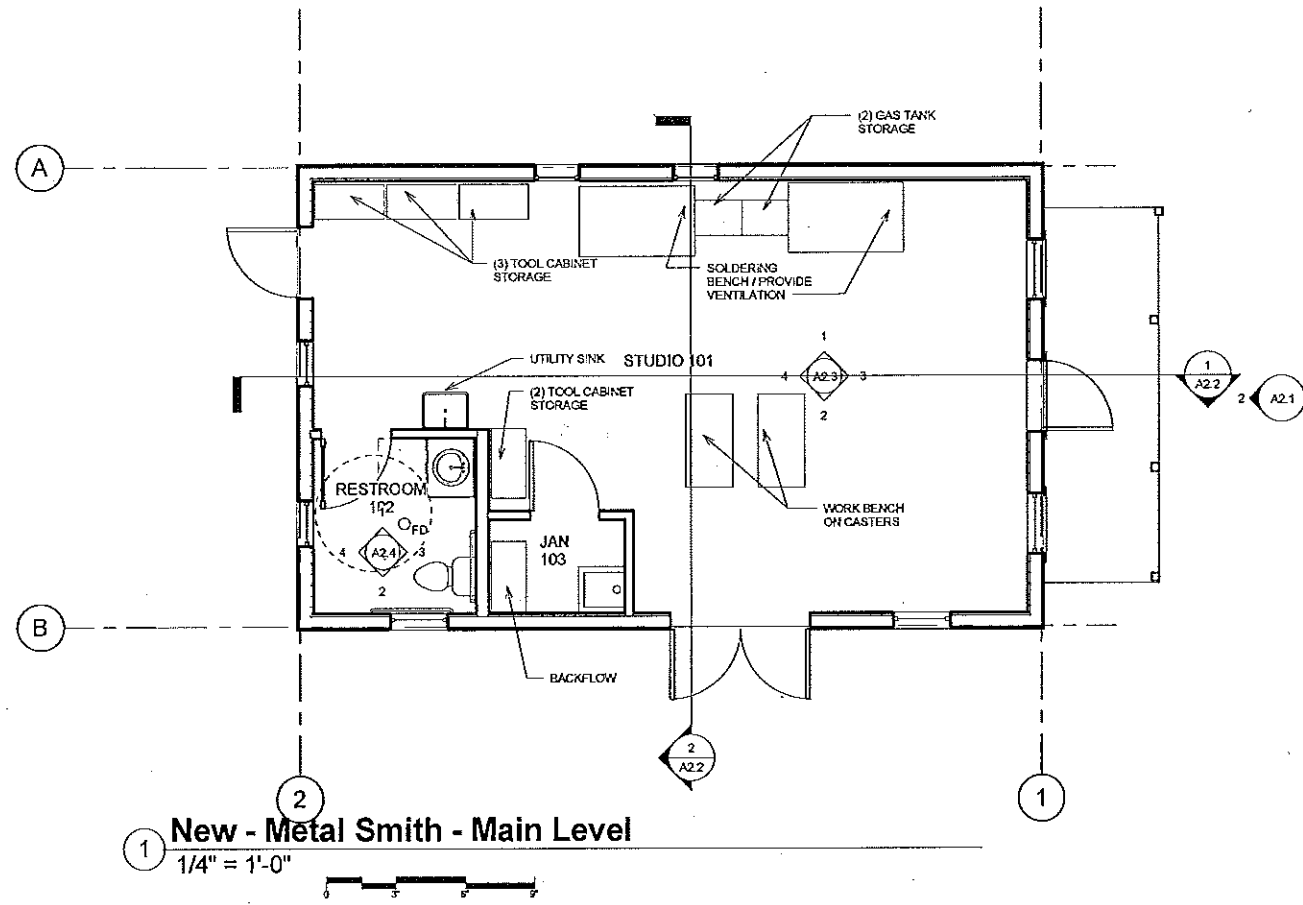 (2) GAS TANK
STORAGE
A
(3) TOOL CABINET
STORAGE
SOLDERING
BENCH / PROVIDE
VENTILATION
1
UTILITY SINK
STUDIO 101
4
A2.3
3
1
A2.2
2
A2.1
(2) TOOL CABINET
STORAGE
2
RESTROOM
102
1
FD
WORK BENCH
ON CASTERS
JAN
103
4
A2.4
3
2
B
BACKFLOW
2
A2.2
2
1
New - Metal Smith - Main Level
1
1/4" = 1'-0"
0
3'
9'